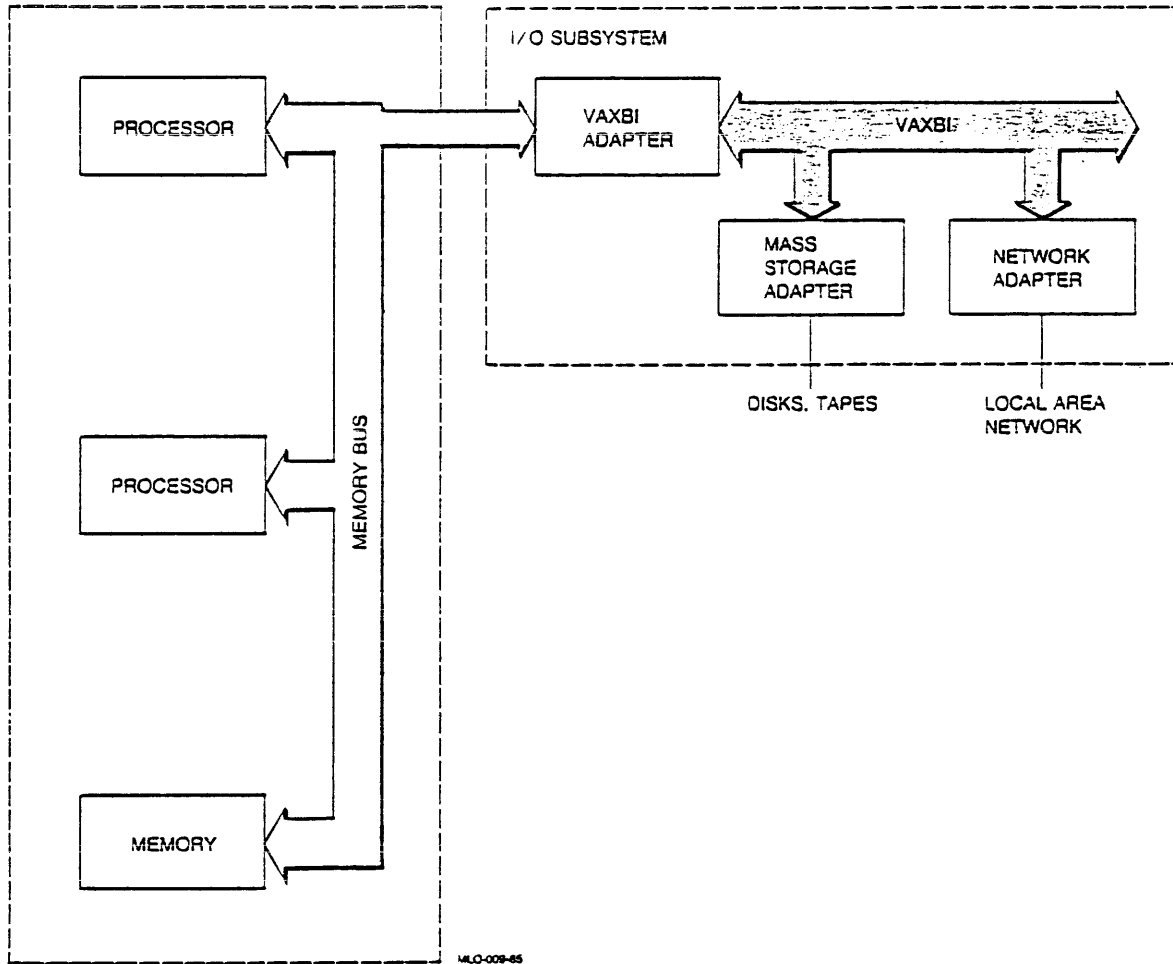 I/O SUBSYSTEM
PROCESSOR
VAXBI
ADAPTER
VAXBI
MASS
STORAGE
ADAPTER
NETWORK
ADAPTER
DISKS, TAPES
LOCAL AREA
NETWORK
PROCESSOR
MEMORY BUS
MEMORY
MLO-009-85